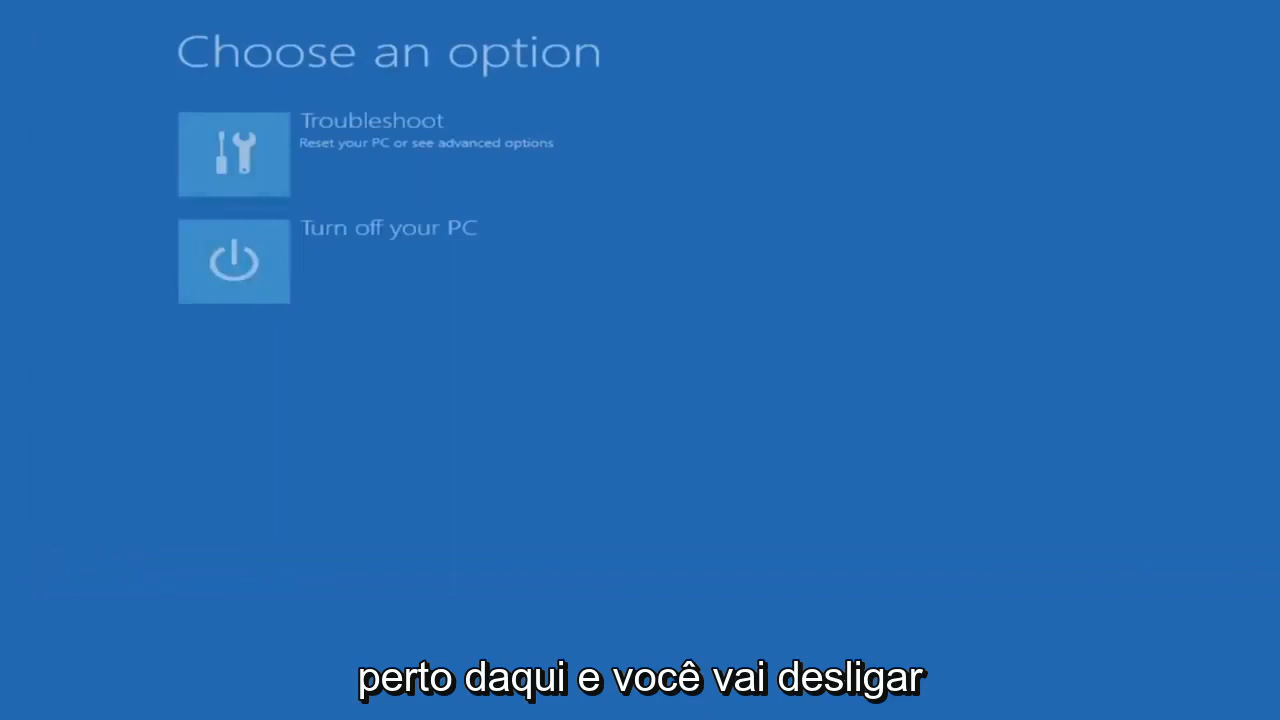 Choose an option
Troubleshoot
Reset your PC or see advanced options
Turn off your PC
perto daqui e você vai desligar